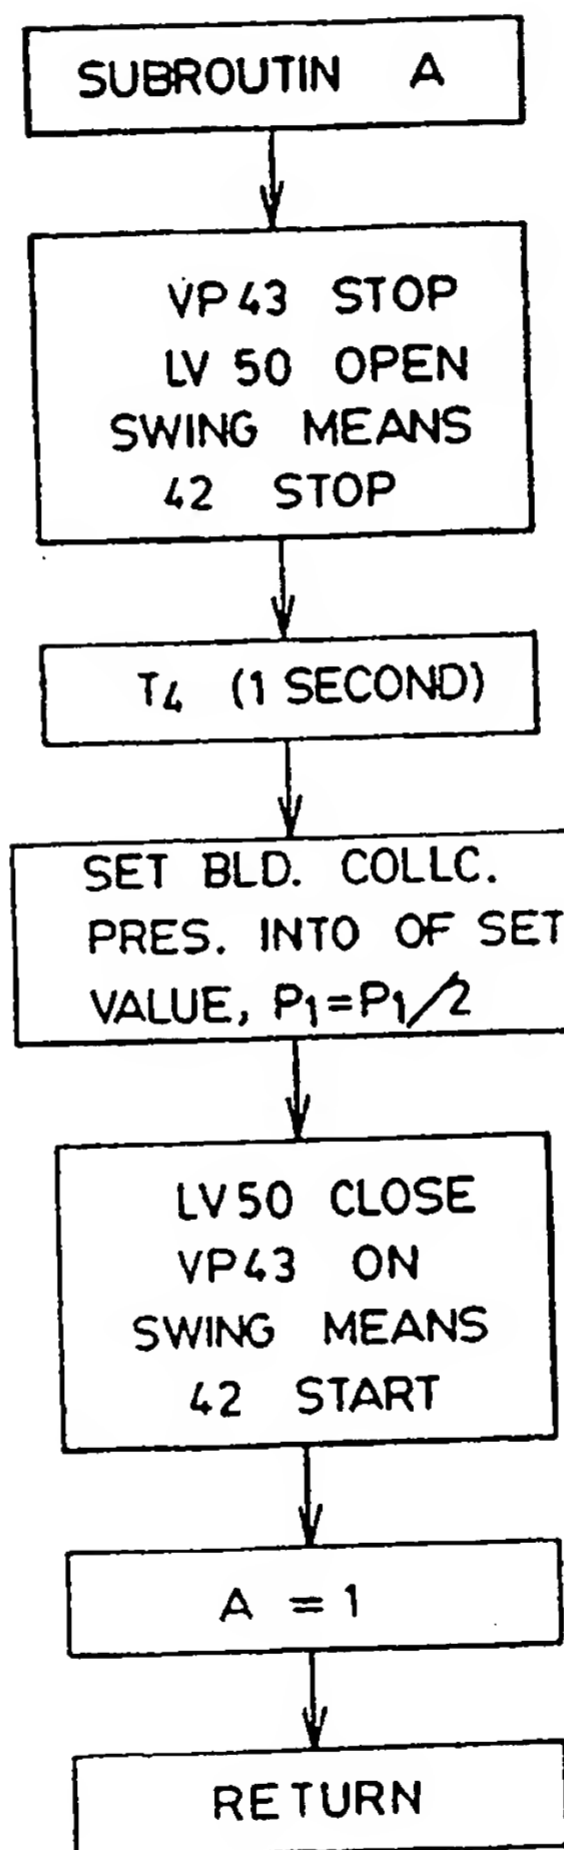 SUBROUTIN A
VP43 STOP
LV 50 OPEN
SWING MEANS
42 STOP
T4 (1 SECOND)
SET BLD. COLLC.
PRES. INTO OF SET
VALUE, P1=P1/2
LV50 CLOSE
VP43 ON
SWING MEANS
42 START
A = 1
RETURN